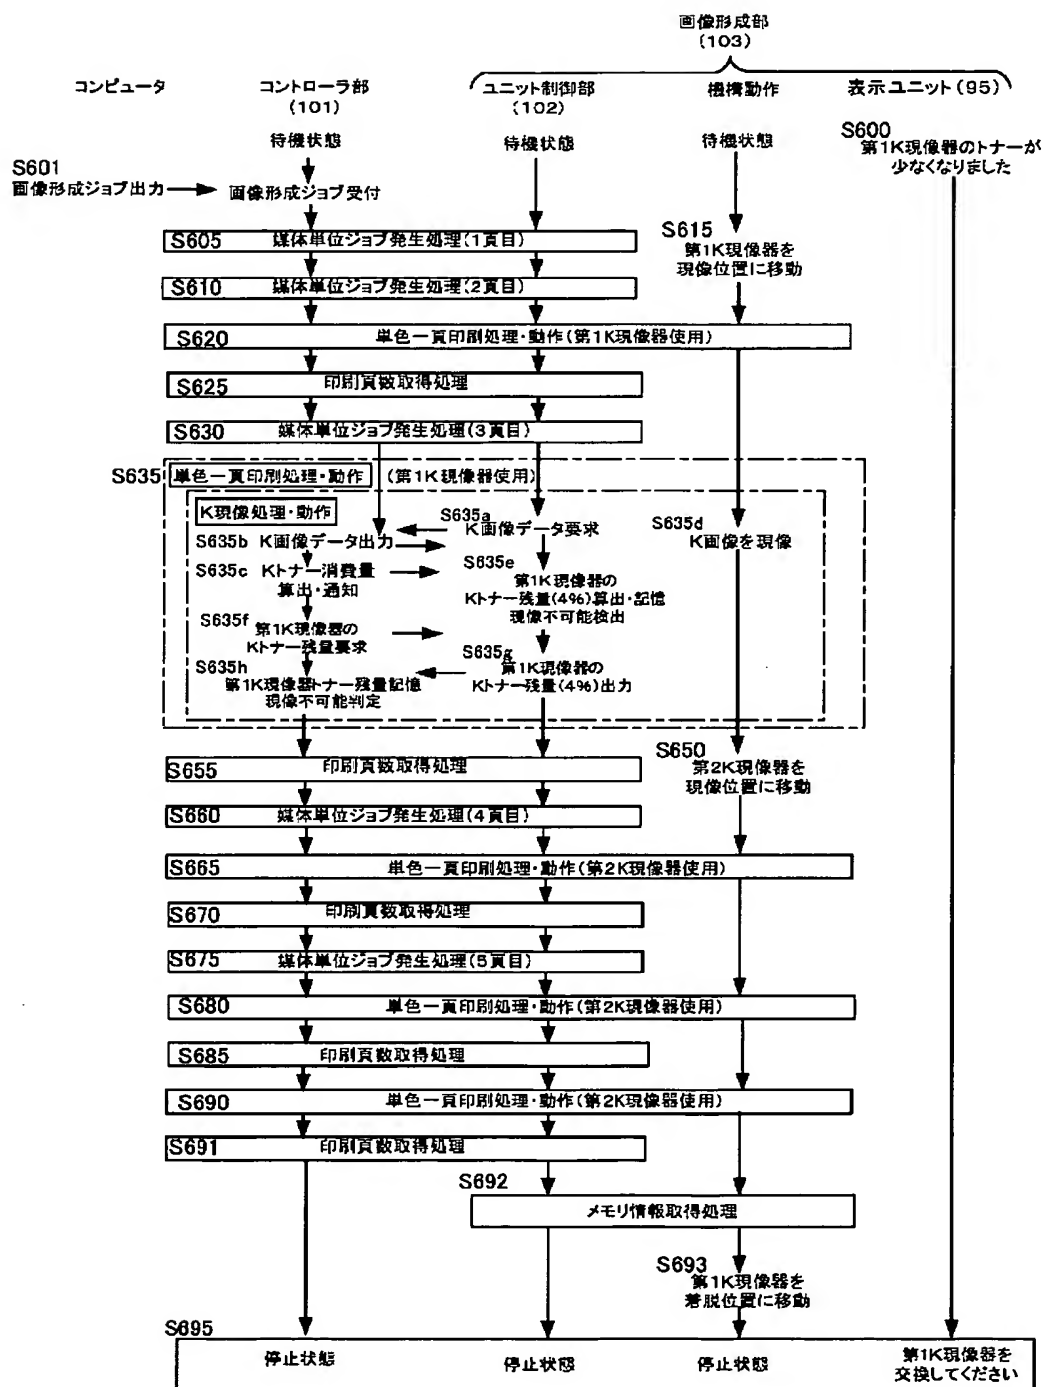 画像形成部
(103)
コンピュータ
コントローラ部
(101)
ユニット制御部
(102)
機構動作
表示ユニット(95)
待機状態
待機状態
待機状態
S600
第1K現像器のトナーが
少なくなりました
S601
画像形成ジョブ出力
画像形成ジョブ受付
S605 媒体単位ジョブ発生処理(1頁目)
S615
第1K現像器を
現像位置に移動
S610 媒体単位ジョブ発生処理(2頁目)
S620 単色一頁印刷処理・動作(第1K現像器使用)
S625 印刷頁数取得処理
S630 媒体単位ジョブ発生処理(3頁目)
S635 単色一頁印刷処理・動作 (第1K現像器使用)
K現像処理・動作
S635a
K画像データ要求
S635b K画像データ出力
S635d
K画像を現像
S635c Kトナー消費量
算出・通知
S635e
第1K現像器の
Kトナー残量(4%)算出・記憶
現像不可能検出
S635f
第1K現像器の
Kトナー残量要求
S635g
第1K現像器の
Kトナー残量(4%)出力
S635h
第1K現像器トナー残量記憶
現像不可能判定
S650
第2K現像器を
現像位置に移動
S655 印刷頁数取得処理
S660 媒体単位ジョブ発生処理(4頁目)
S665 単色一頁印刷処理・動作(第2K現像器使用)
S670 印刷頁数取得処理
S675 媒体単位ジョブ発生処理(5頁目)
S680 単色一頁印刷処理・動作(第2K現像器使用)
S685 印刷頁数取得処理
S690 単色一頁印刷処理・動作(第2K現像器使用)
S691 印刷頁数取得処理
S692
メモリ情報取得処理
S693
第1K現像器を
着脱位置に移動
S695
停止状態
停止状態
停止状態
第1K現像器を
交換してください